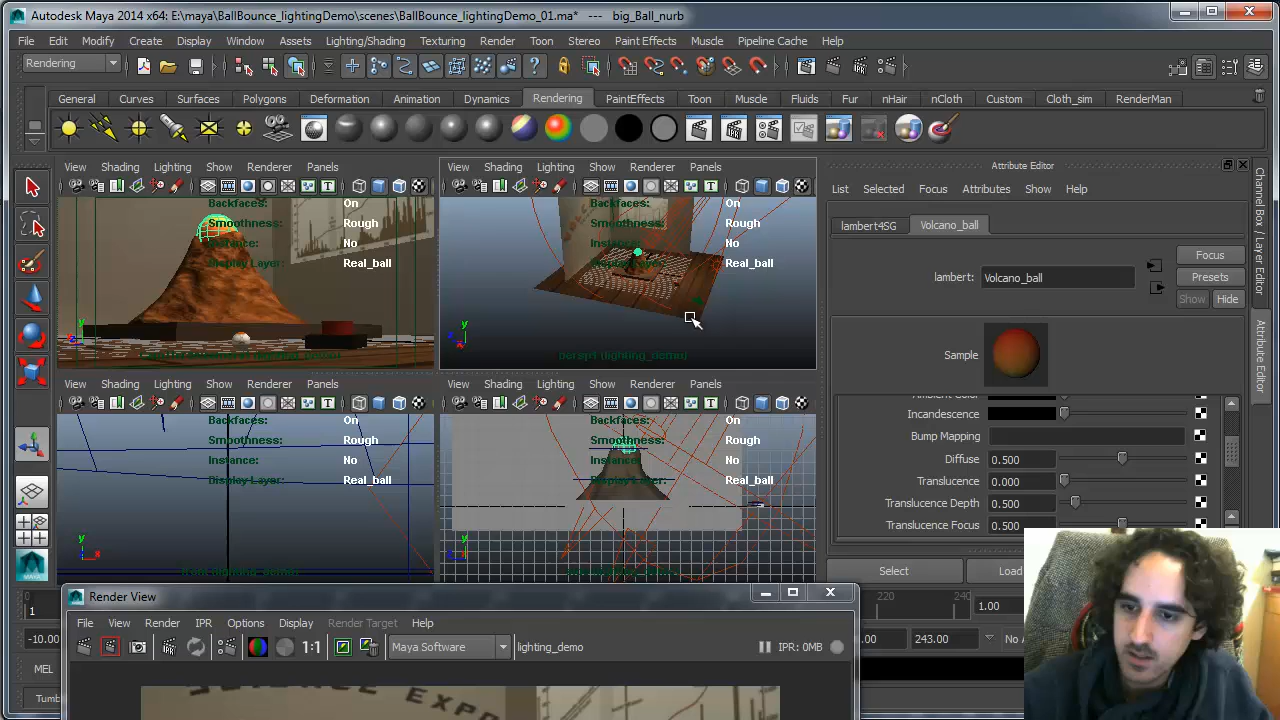 Autodesk Maya 2014 x64: E:\maya\BallBounce_lightingDemo\scenes\BallBounce_lightingDemo_01.ma* --- big_Ball_nurb
File Edit Modify Create Display Window Assets Lighting/Shading Texturing Render Toon Stereo Paint Effects Muscle Pipeline Cache Help
Rendering
General Curves Surfaces Polygons Deformation Animation Dynamics Rendering PaintEffects Toon Muscle Fluids Fur nHair nCloth Custom Cloth_sim RenderMan
View Shading Lighting Show Renderer Panels
Backfaces: On
Smoothness: Rough
Instance: No
Display Layer: Real_ball
View Shading Lighting Show Renderer Panels
Backfaces: On
Smoothness: Rough
Instance: No
Display Layer: Real_ball
persp1 (lighting_demo)
View Shading Lighting Show Renderer Panels
Backfaces: On
Smoothness: Rough
Instance: No
Display Layer: Real_ball
View Shading Lighting Show Renderer Panels
Backfaces: On
Smoothness: Rough
Instance: No
Display Layer: Real_ball
Attribute Editor
List Selected Focus Attributes Show Help
lambert4SG Volcano_ball
Focus
lambert: Volcano_ball Presets
Show Hide
Sample
Incandescence
Bump Mapping
Diffuse 0.500
Translucence 0.000
Translucence Depth 0.500
Translucence Focus 0.500
Select
Channel Box / Layer Editor
Attribute Editor
1
220
1.00
-10.00
243.00
MEL
Render View
File View Render IPR Options Display Render Target Help
1:1 Maya Software lighting_demo IPR: 0MB
SCIENCE EXPO